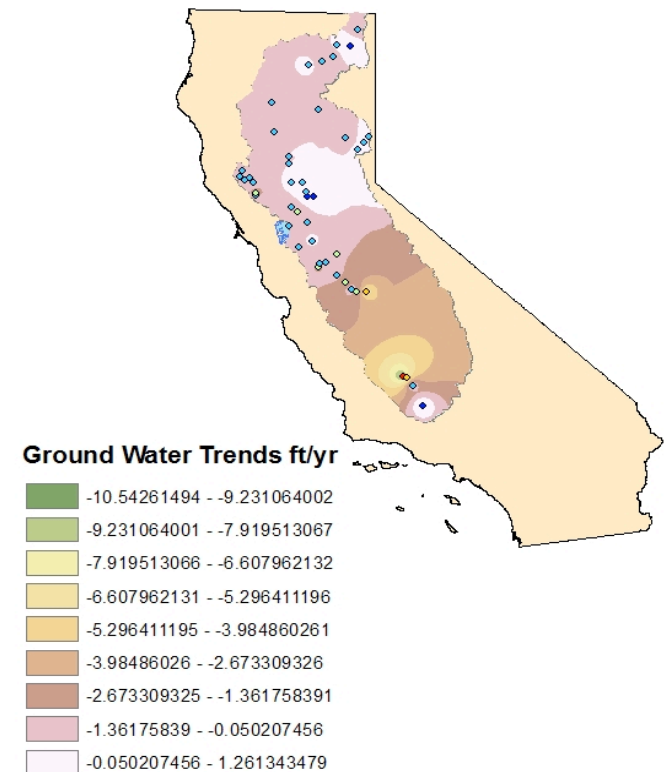 Ground Water Trends ft/yr
-10.54261494 - -9.231064002
-9.231064001 - -7.919513067
-7.919513066 - -6.607962132
-6.607962131 - -5.296411196
-5.296411195 - -3.984860261
-3.98486026 - -2.673309326
-2.673309325 - -1.361758391
-1.36175839 - -0.050207456
-0.050207456 - 1.261343479